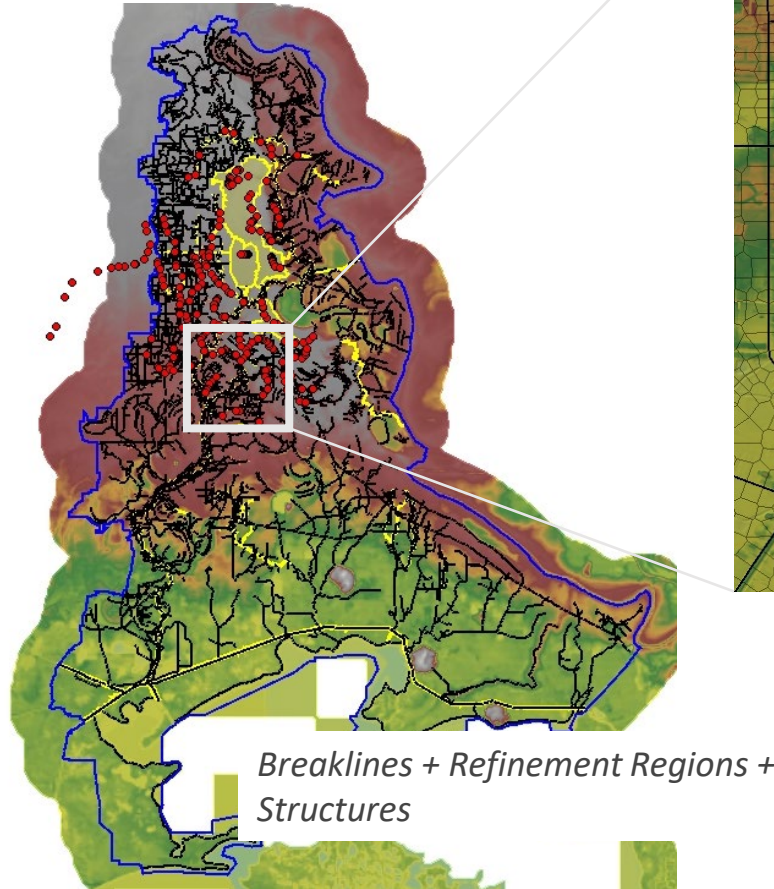 Breaklines + Refinement Regions +
Structures